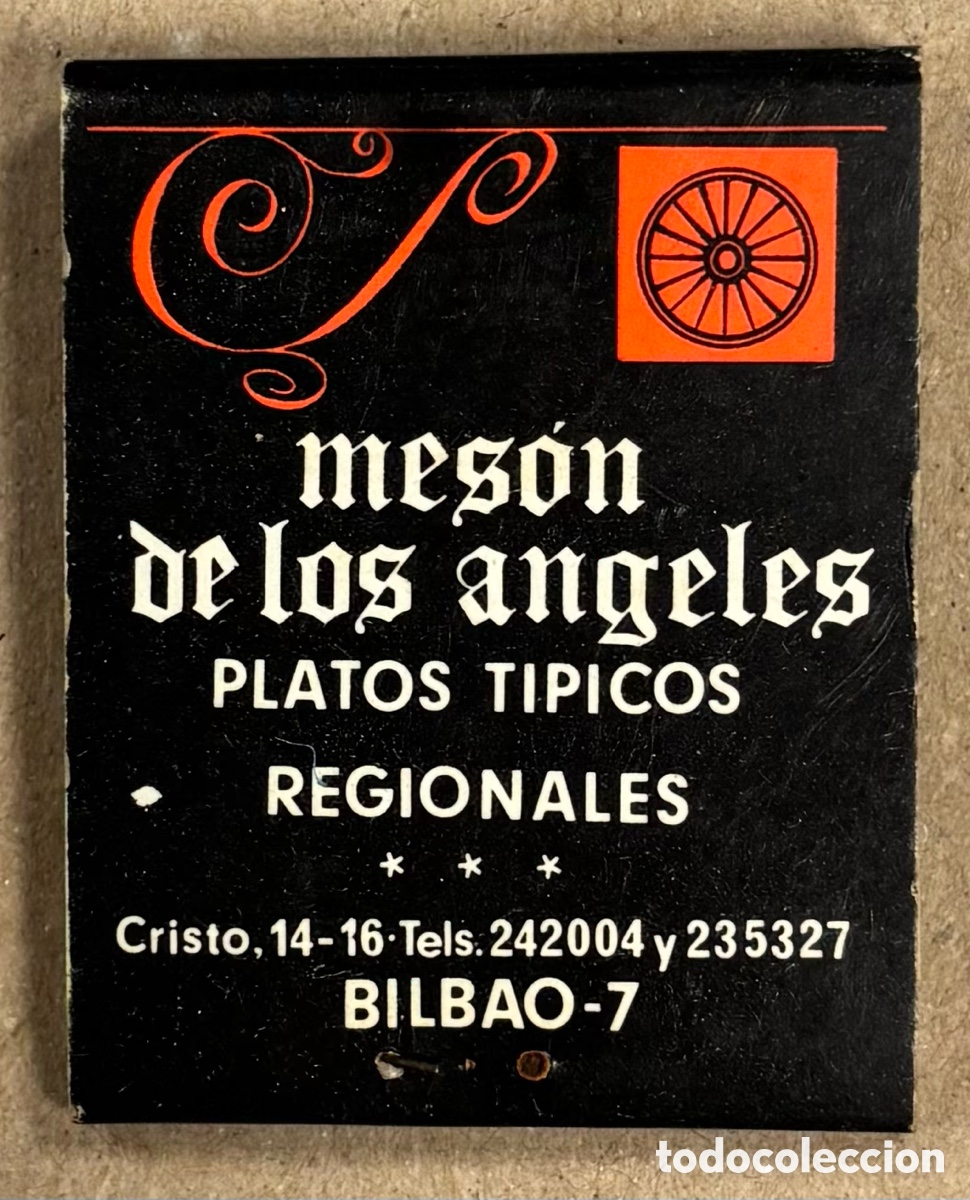 mesón
de los angeles
PLATOS TIPICOS
REGIONALES
* * *
Cristo, 14-16·Tels. 242004 y 235327
BILBAO-7
todocoleccion